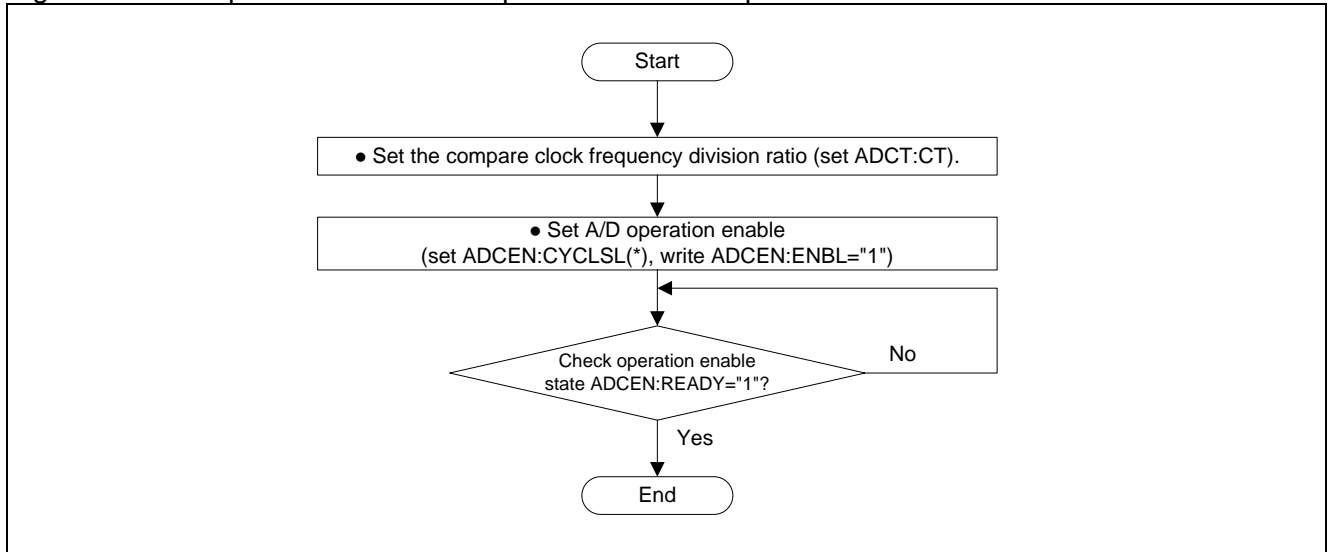 Start
● Set the compare clock frequency division ratio (set ADCT:CT).
● Set A/D operation enable
(set ADCEN:CYCLSL(*), write ADCEN:ENBL="1")
Check operation enable
state ADCEN:READY="1"?
No
Yes
End